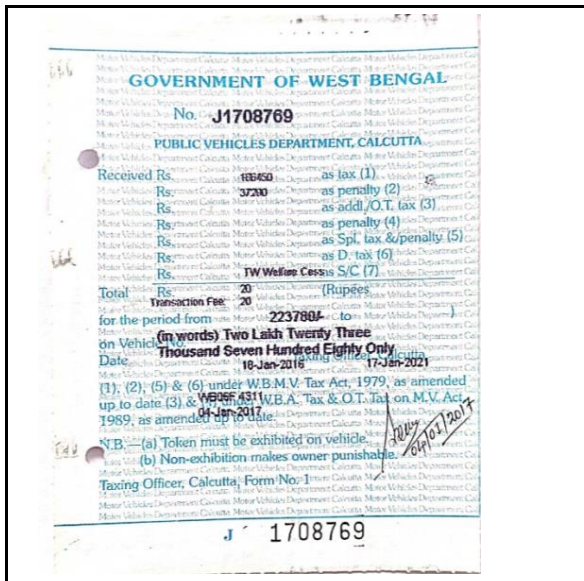 GOVERNMENT OF WEST BENGAL
No. J1708769
PUBLIC VEHICLES DEPARTMENT, CALCUTTA
Received Rs. 186450 as tax (1)
Rs. 37290 as penalty (2)
Rs. as addl./O.T. tax (3)
Rs. as penalty (4)
Rs. as Spl. tax &/penalty (5)
Rs. as D. tax (6)
Rs. TW Welfare Cess S/C (7)
Total Rs. 20 (Rupees
Transaction Fee: 20
for the period from 223780/- to )
on Vehicle No. (in words) Two Lakh Twenty Three
Thousand Seven Hundred Eighty Only
Date 18-Jan-2016 Taxing Officer, Calcutta 17-Jan-2021
(1), (2), (5) & (6) under W.B.M.V. Tax Act, 1979, as amended
up to date (3) & under W.B.A. Tax & O.T. Tax on M.V. Act,
WB06F 4311
04-Jan-2017
1989, as amended up to date.
N.B.—(a) Token must be exhibited on vehicle.
(b) Non-exhibition makes owner punishable.
04/01/2017
Taxing Officer, Calcutta, Form No. 1
J 1708769